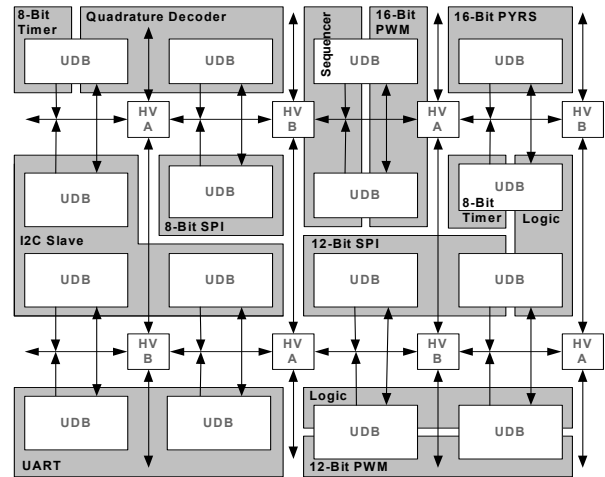 8-Bit
Timer
Quadrature Decoder
Sequencer
16-Bit
PWM
16-Bit PYRS
UDB
UDB
UDB
UDB
HV
A
HV
B
HV
A
HV
B
UDB
UDB
UDB
UDB
I2C Slave
8-Bit SPI
8-Bit
Timer
Logic
12-Bit SPI
UDB
UDB
UDB
UDB
HV
B
HV
A
HV
B
HV
A
Logic
UDB
UDB
UDB
UDB
UART
12-Bit PWM